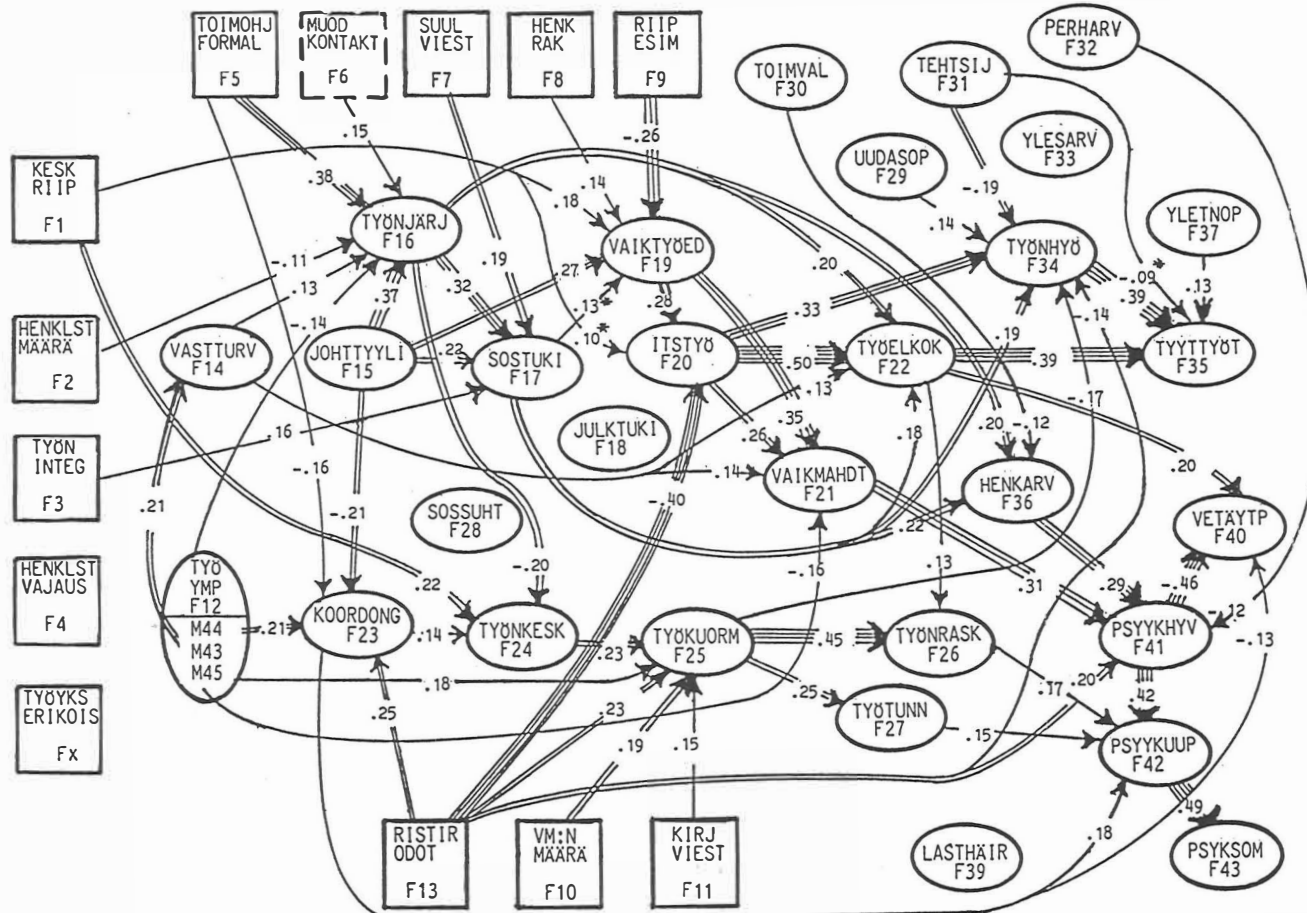 TOIMOHJ
FORMAL
F5
MUOD
KONTAKT
F6
SUUL
VIEST
F7
HENK
RAK
F8
RIIP
ESIM
F9
PERHARV
F32
TOIMVAL
F30
TEHTSIJ
F31
YLESARV
F33
UUDASOP
F29
YLETNOP
F37
KESK
RIIP
F1
.15
-.26
.38
.14
.18
-.19
.14
TYÖNJÄRJ
F16
VAIKTYÖED
F19
TYÖNHYÖ
F34
-.11
.13
.37
.32
.19
.27
.28
.20
-.09*
.39
.13
HENKLST
MÄÄRÄ
F2
-.14
.13*
.10*
.33
.19
-.14
VASTTURV
F14
JOHTTYYLI
F15
.22
SOSTUKI
F17
ITSTYÖ
F20
.50
TYÖELKOK
F22
.39
TYYTTYÖT
F35
.13
-.17
TYÖN
INTEG
F3
.16
JULKTUKI
F18
.26
.35
.18
.20
-.12
.20
-.16
.14
VAIKMAHDT
F21
HENKARV
F36
.21
-.21
SOSSUHT
F28
-.40
.22
VETÄYTP
F40
HENKLST
VAJAUS
F4
TYÖ
YMP
F12
M44
M43
M45
.22
-.20
-.16
.13
.31
.29
-.46
-.12
-.13
.21
KOORDONG
F23
.14
TYÖNKESK
F24
.23
TYÖKUORM
F25
.45
TYÖNRASK
F26
PSYYKHYV
F41
.18
.17
.20
.42
TYÖYKS
ERIKOIS
Fx
.25
.23
.19
.15
.25
TYÖTUNN
F27
.15
PSYYKUUP
F42
.49
.18
RISTIR
ODOT
F13
VM:N
MÄÄRÄ
F10
KIRJ
VIEST
F11
LASTHÄIR
F39
PSYKSOM
F43